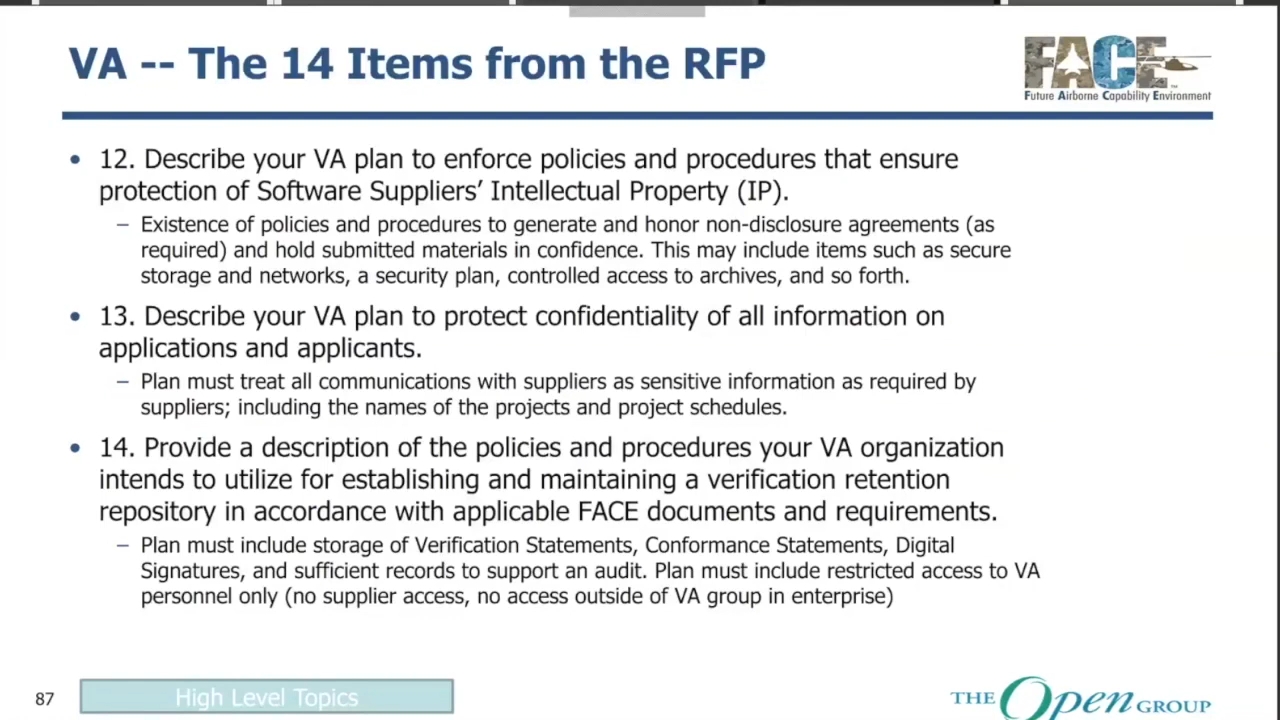 VA -- The 14 Items from the RFP
FACE™
Future Airborne Capability Environment
• 12. Describe your VA plan to enforce policies and procedures that ensure
protection of Software Suppliers’ Intellectual Property (IP).
– Existence of policies and procedures to generate and honor non-disclosure agreements (as
required) and hold submitted materials in confidence. This may include items such as secure
storage and networks, a security plan, controlled access to archives, and so forth.
• 13. Describe your VA plan to protect confidentiality of all information on
applications and applicants.
– Plan must treat all communications with suppliers as sensitive information as required by
suppliers; including the names of the projects and project schedules.
• 14. Provide a description of the policies and procedures your VA organization
intends to utilize for establishing and maintaining a verification retention
repository in accordance with applicable FACE documents and requirements.
– Plan must include storage of Verification Statements, Conformance Statements, Digital
Signatures, and sufficient records to support an audit. Plan must include restricted access to VA
personnel only (no supplier access, no access outside of VA group in enterprise)
87
High Level Topics
THE Open GROUP